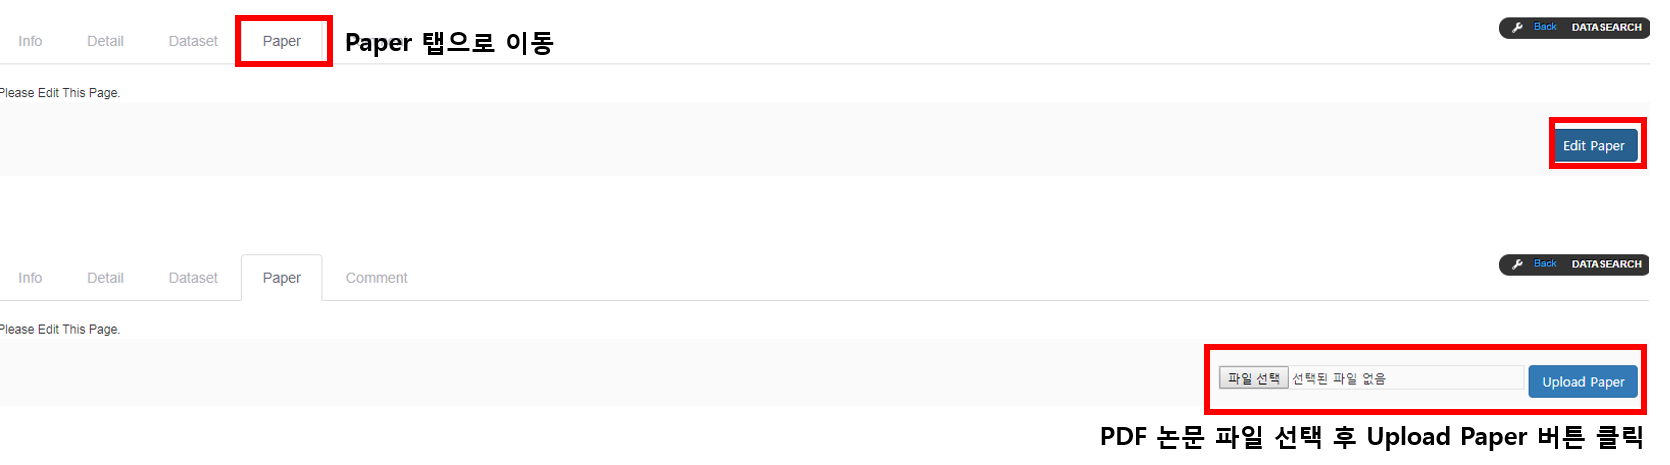 Info Detail Dataset Paper Paper 탭으로 이동 Back DATASEARCH
Please Edit This Page.
Edit Paper
Info Detail Dataset Paper Comment Back DATASEARCH
Please Edit This Page.
파일 선택 선택된 파일 없음 Upload Paper
PDF 논문 파일 선택 후 Upload Paper 버튼 클릭